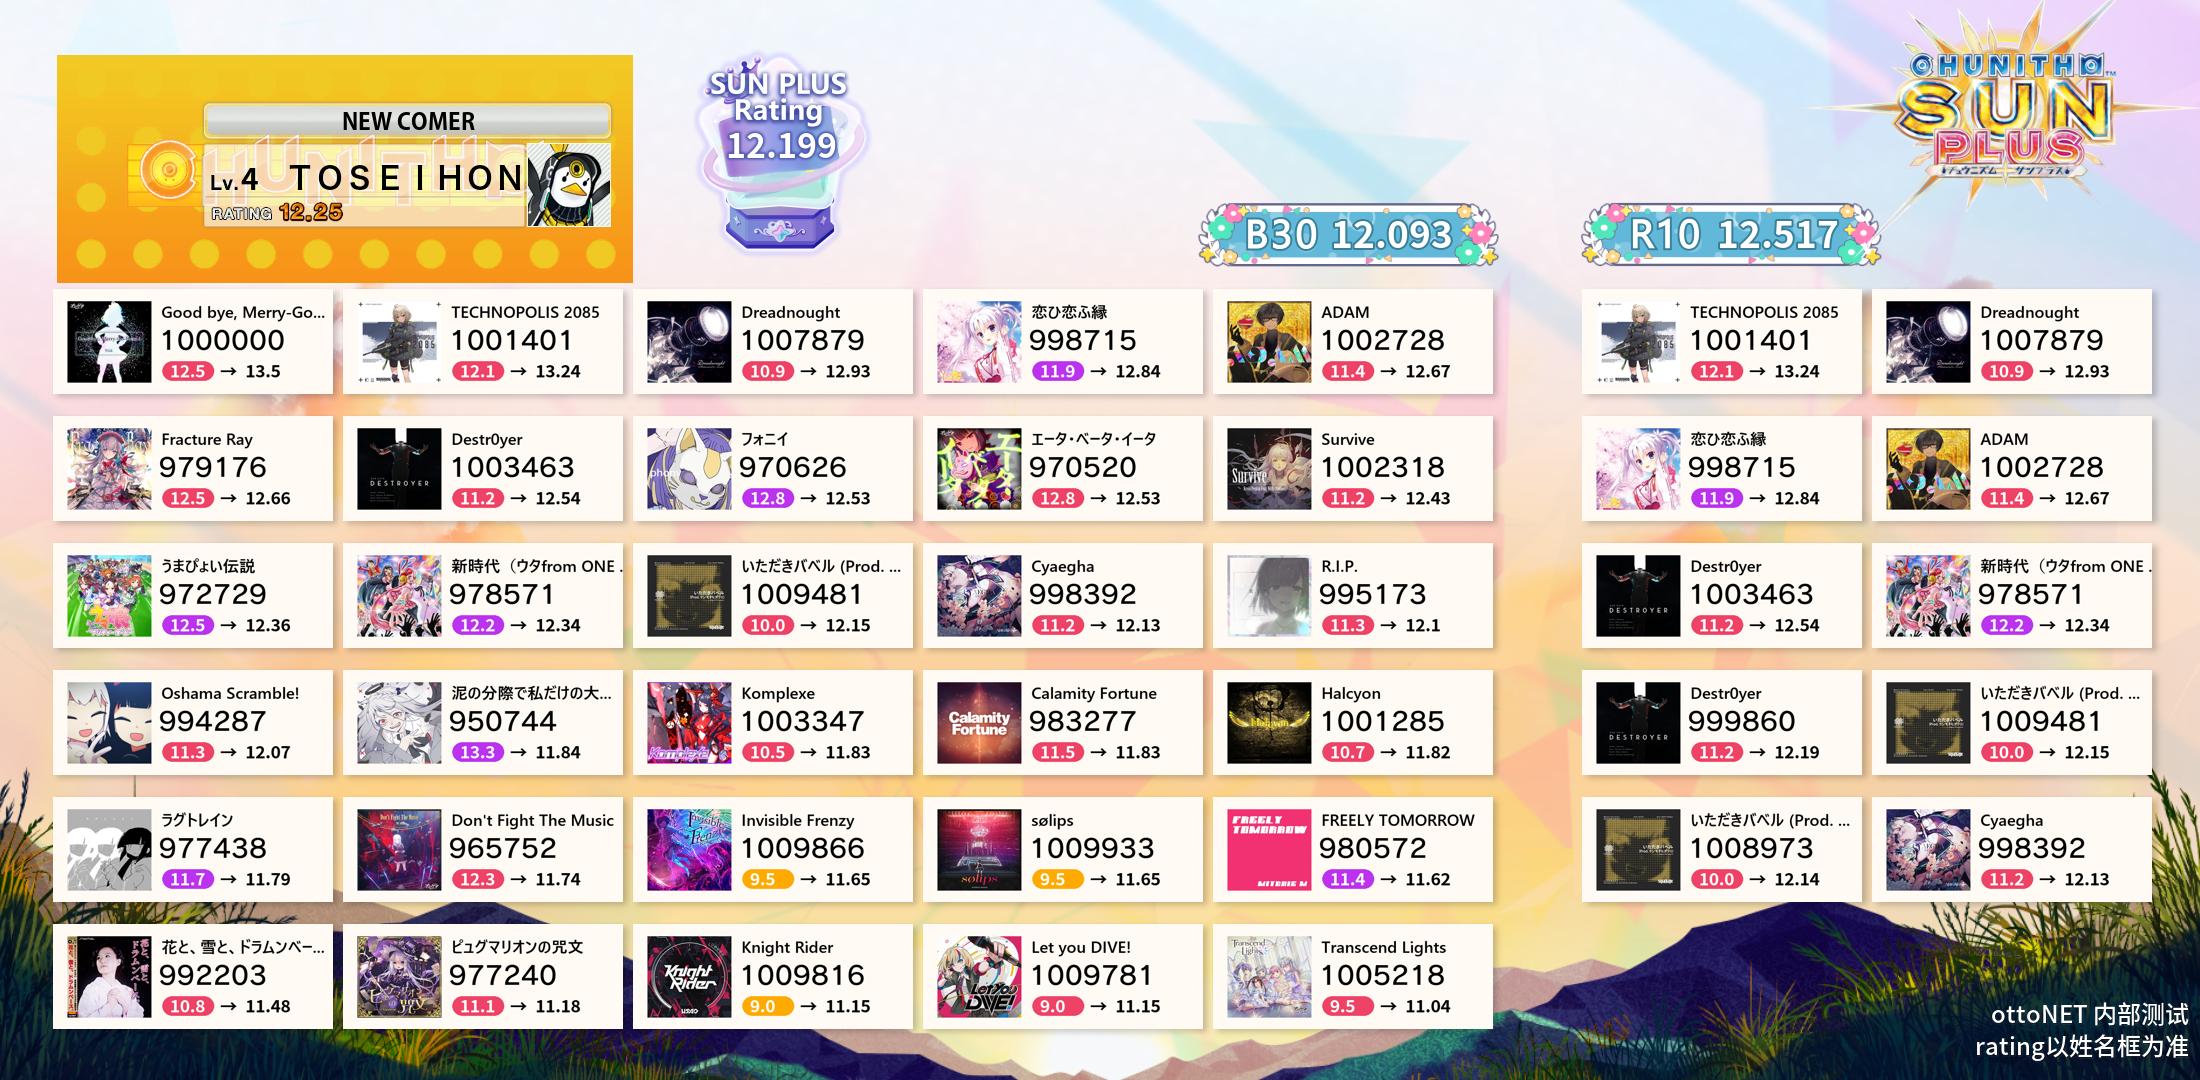 NEW COMER
Lv.4 TOSEIHON
RATING 12.25
SUN PLUS
Rating
12.199
CHUNITHM
SUN
PLUS
チュウニズム サンプラス
B30 12.093
R10 12.517
Good bye, Merry-Go...
1000000
12.5 → 13.5
TECHNOPOLIS 2085
1001401
12.1 → 13.24
Dreadnought
1007879
10.9 → 12.93
恋ひ恋ふ縁
998715
11.9 → 12.84
ADAM
1002728
11.4 → 12.67
Fracture Ray
979176
12.5 → 12.66
Destr0yer
1003463
11.2 → 12.54
フォニイ
970626
12.8 → 12.53
エータ・ベータ・イータ
970520
12.8 → 12.53
Survive
1002318
11.2 → 12.43
うまぴょい伝説
972729
12.5 → 12.36
新時代（ウタfrom ONE .
978571
12.2 → 12.34
いただきバベル (Prod. ...
1009481
10.0 → 12.15
Cyaegha
998392
11.2 → 12.13
R.I.P.
995173
11.3 → 12.1
Oshama Scramble!
994287
11.3 → 12.07
泥の分際で私だけの大...
950744
13.3 → 11.84
Komplexe
1003347
10.5 → 11.83
Calamity Fortune
983277
11.5 → 11.83
Halcyon
1001285
10.7 → 11.82
ラグトレイン
977438
11.7 → 11.79
Don't Fight The Music
965752
12.3 → 11.74
Invisible Frenzy
1009866
9.5 → 11.65
sølips
1009933
9.5 → 11.65
FREELY TOMORROW
980572
11.4 → 11.62
花と、雪と、ドラムンベー...
992203
10.8 → 11.48
ピュグマリオンの咒文
977240
11.1 → 11.18
Knight Rider
1009816
9.0 → 11.15
Let you DIVE!
1009781
9.0 → 11.15
Transcend Lights
1005218
9.5 → 11.04
TECHNOPOLIS 2085
1001401
12.1 → 13.24
Dreadnought
1007879
10.9 → 12.93
恋ひ恋ふ縁
998715
11.9 → 12.84
ADAM
1002728
11.4 → 12.67
Destr0yer
1003463
11.2 → 12.54
新時代（ウタfrom ONE .
978571
12.2 → 12.34
Destr0yer
999860
11.2 → 12.19
いただきバベル (Prod. ...
1009481
10.0 → 12.15
いただきバベル (Prod. ...
1008973
10.0 → 12.14
Cyaegha
998392
11.2 → 12.13
ottoNET 内部测试
rating以姓名框为准